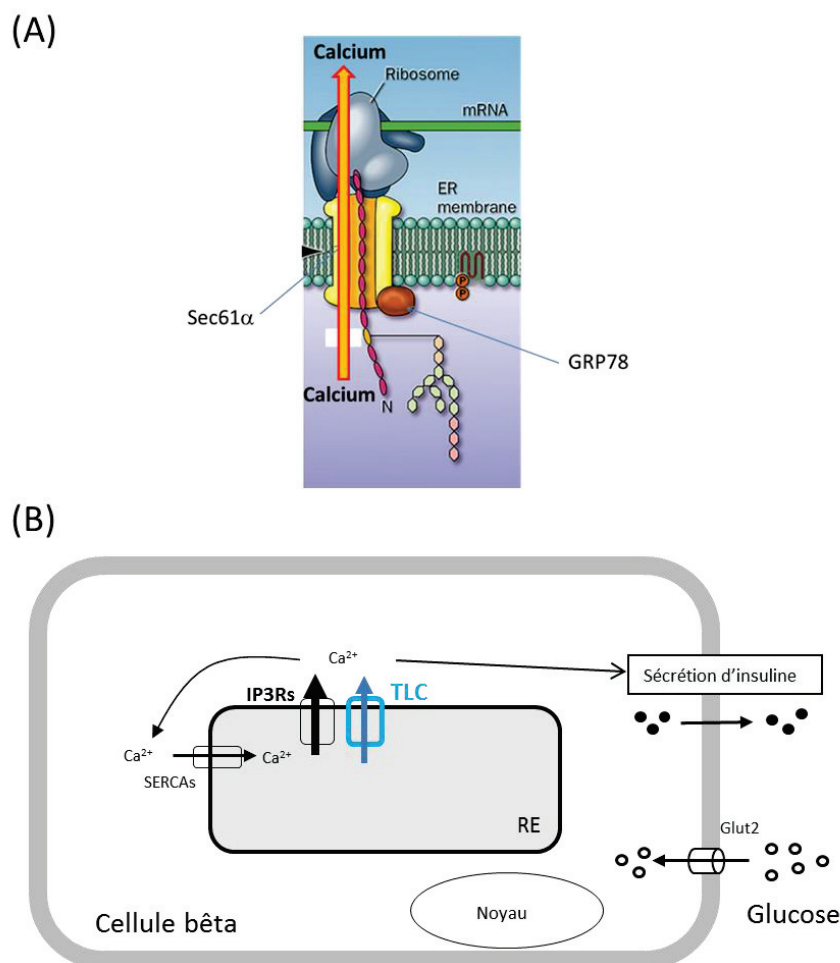 (A)
Calcium
Ribosome
mRNA
ER
membrane
P
P
Sec61α
GRP78
Calcium
N
(B)
Ca²⁺
Sécrétion d'insuline
IP3Rs
TLC
Ca²⁺
Ca²⁺
SERCAs
RE
Glut2
Noyau
Glucose
Cellule bêta